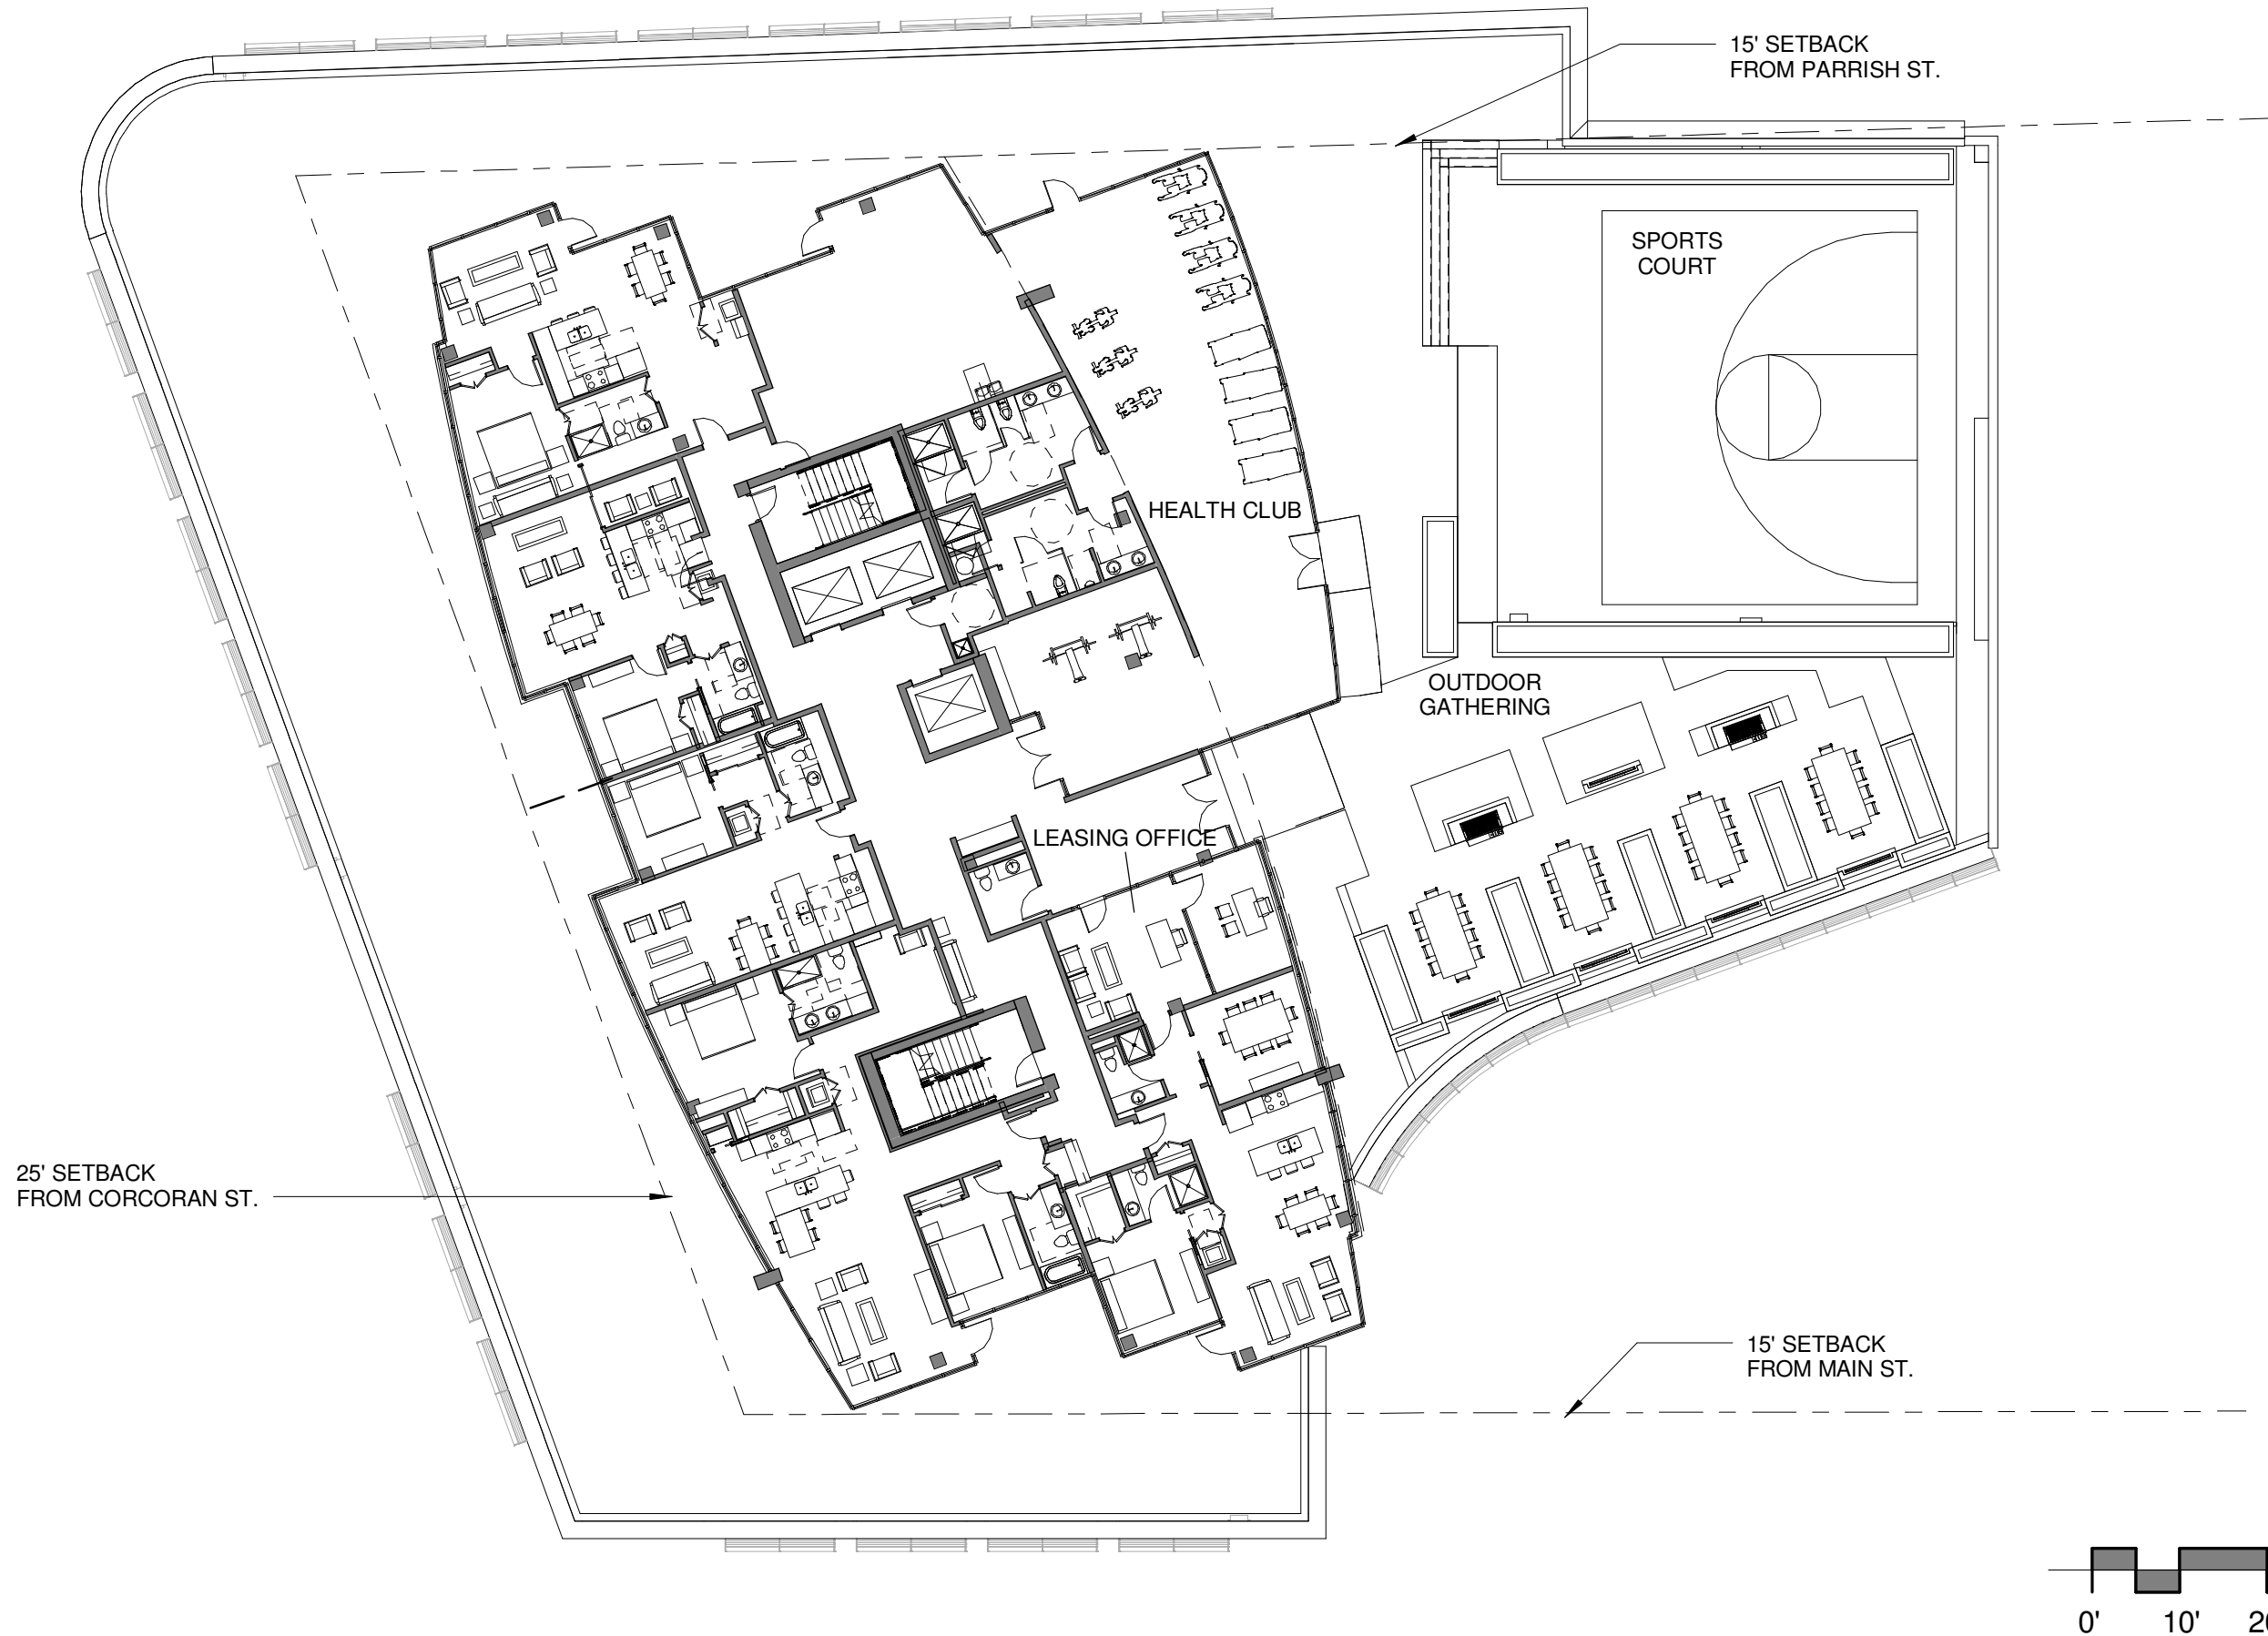 15' SETBACK
FROM PARRISH ST.
SPORTS
COURT
HEALTH CLUB
OUTDOOR
GATHERING
LEASING OFFICE
25' SETBACK
FROM CORCORAN ST.
15' SETBACK
FROM MAIN ST.
0' 10'